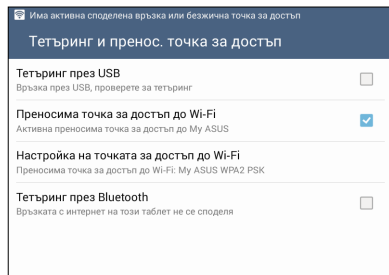 Има активна споделена връзка или безжична точка за достъп
Тетъринг и пренос. точка за достъп
Тетъринг през USB
Връзка през USB, проверете за тетъринг
Преносима точка за достъп до Wi-Fi
Активна преносима точка за достъп до My ASUS
Настройка на точката за достъп до Wi-Fi
Преносима точка за достъп до Wi-Fi: My ASUS WPA2 PSK
Тетъринг през Bluetooth
Връзката с интернет на този таблет не се споделя